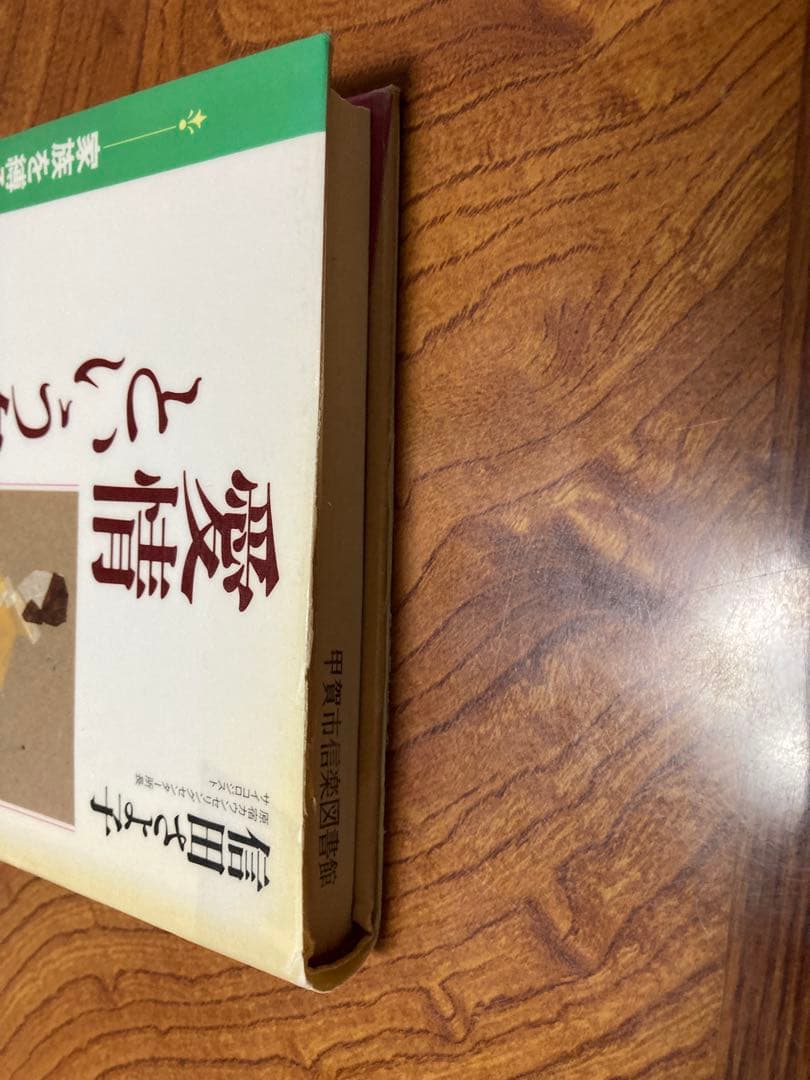 家族を縛る
愛情
という
サイコロジスト
原宿カウンセリングセンター所長
信田さよ子
甲賀市信楽図書館